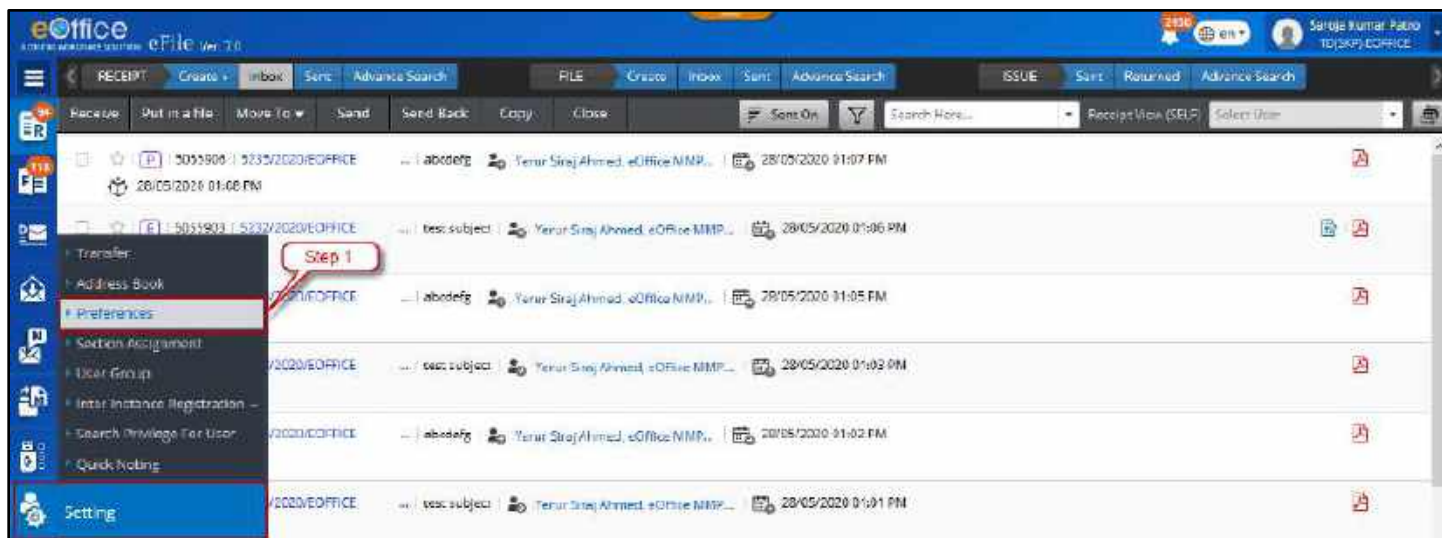 eOffice
eFile Ver 7.0
2930
en
Saroja Kumar Patro
TD(SKP)-EOFFICE
RECEIPT Create Inbox Sent Advance Search FILE Create Inbox Sent Advance Search ISSUE Sent Returned Advance Search
Receive Put in a file Move To Send Send Back Copy Close Sent On Search Here... Receipt View (SELF) Select User
P 5055906 5235/2020/EOFFICE ... abcdefg Yerur Siraj Ahmed, eOffice MMP... 28/05/2020 01:07 PM
28/05/2020 01:08 PM
E 5055903 5232/2020/EOFFICE ... test subject Yerur Siraj Ahmed, eOffice MMP... 28/05/2020 01:06 PM
Transfer
Step 1
Address Book
/2020/EOFFICE ... abcdefg Yerur Siraj Ahmed, eOffice MMP... 28/05/2020 01:05 PM
Preferences
Section Assignment
/2020/EOFFICE ... test subject Yerur Siraj Ahmed, eOffice MMP... 28/05/2020 01:03 PM
User Group
Inter Instance Registration
Search Privilege For User /2020/EOFFICE ... abcdefg Yerur Siraj Ahmed, eOffice MMP... 28/05/2020 01:02 PM
Quick Noting
Setting /2020/EOFFICE ... test subject Yerur Siraj Ahmed, eOffice MMP... 28/05/2020 01:01 PM